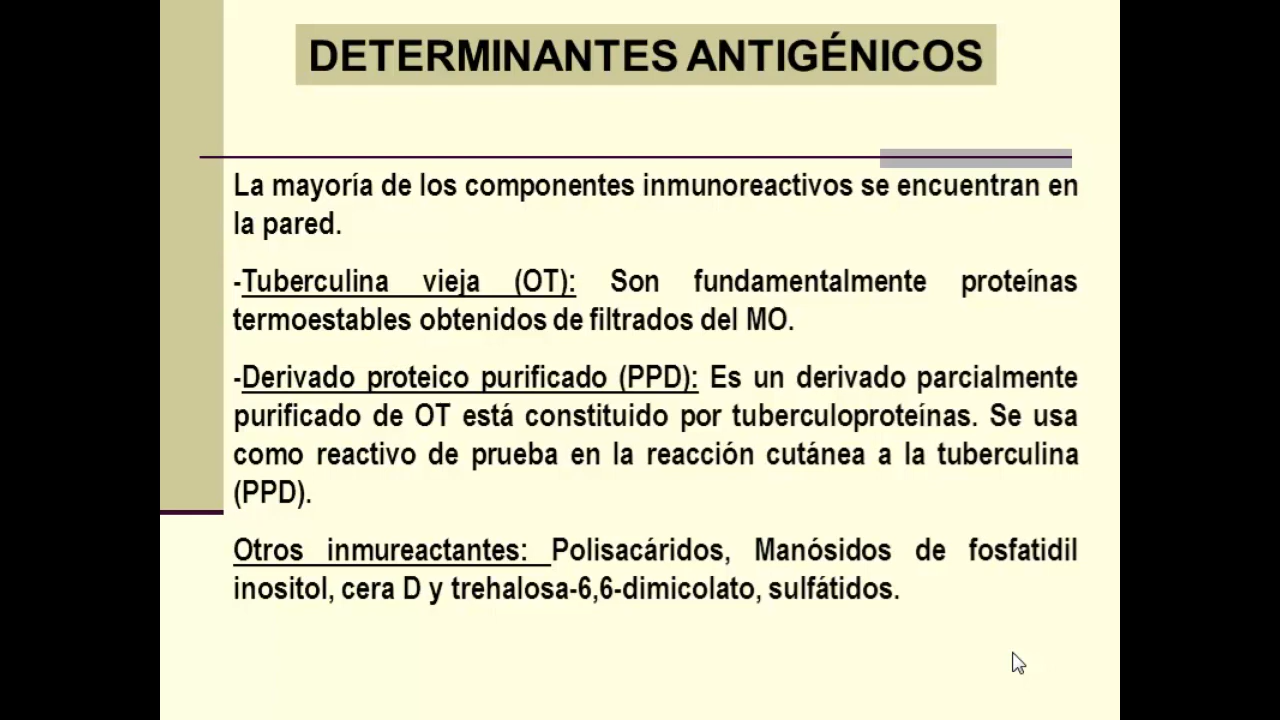 DETERMINANTES ANTIGÉNICOS
La mayoría de los componentes inmunoreactivos se encuentran en
la pared.
-Tuberculina vieja (OT): Son fundamentalmente proteínas
termoestables obtenidos de filtrados del MO.
-Derivado proteico purificado (PPD): Es un derivado parcialmente
purificado de OT está constituido por tuberculoproteínas. Se usa
como reactivo de prueba en la reacción cutánea a la tuberculina
(PPD).
Otros inmureactantes: Polisacáridos, Manósidos de fosfatidil
inositol, cera D y trehalosa-6,6-dimicolato, sulfátidos.